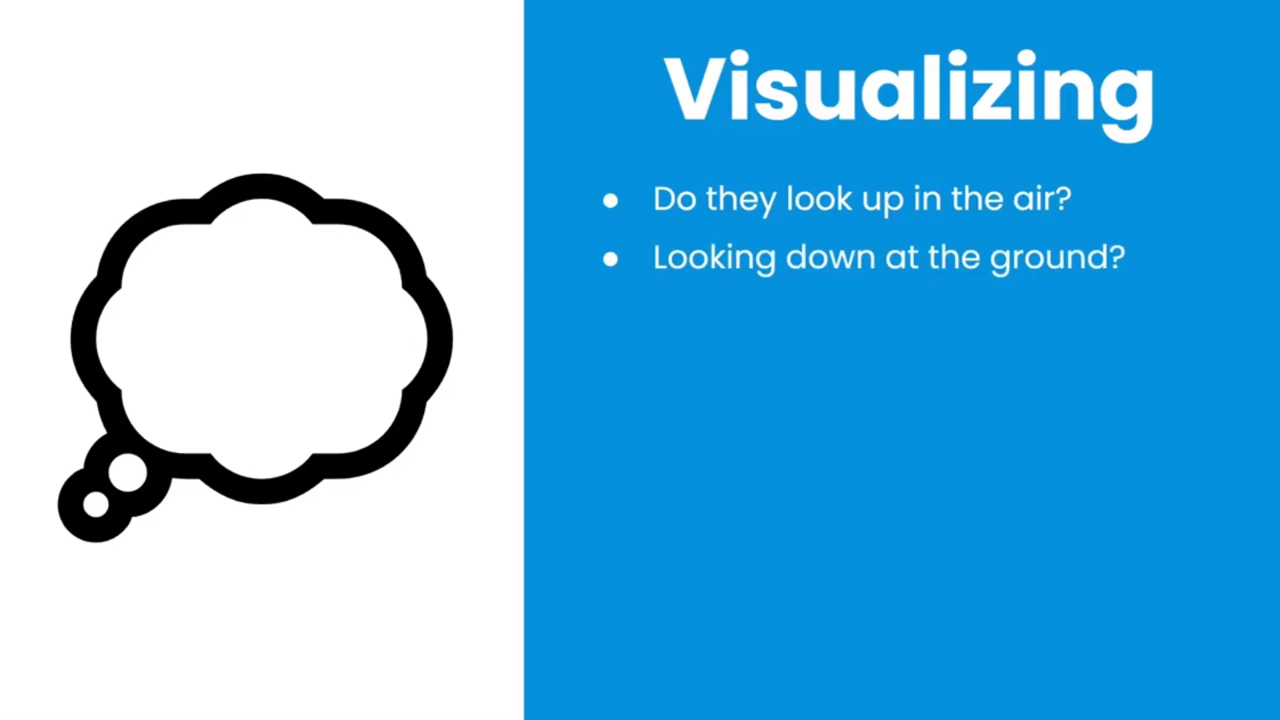 Visualizing
● Do they look up in the air?
● Looking down at the ground?